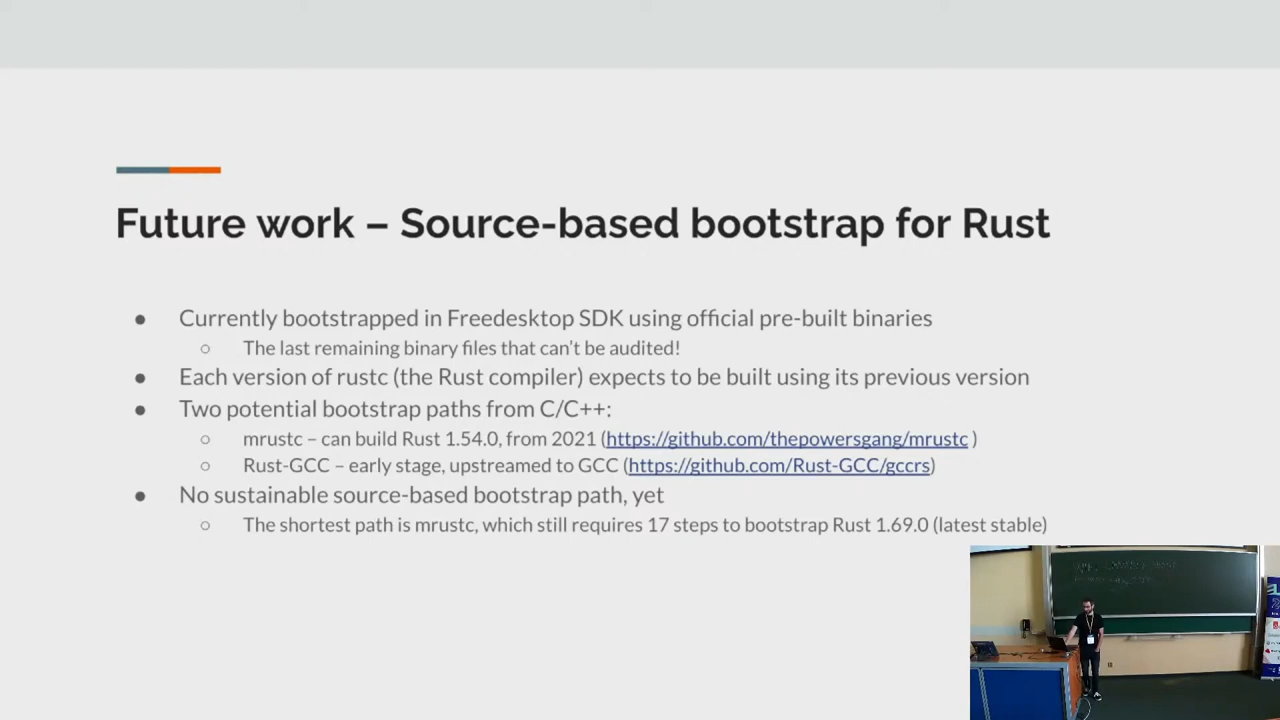 Future work – Source-based bootstrap for Rust
● Currently bootstrapped in Freedesktop SDK using official pre-built binaries
○ The last remaining binary files that can't be audited!
● Each version of rustc (the Rust compiler) expects to be built using its previous version
● Two potential bootstrap paths from C/C++:
○ mrustc – can build Rust 1.54.0, from 2021 (https://github.com/thepowersgang/mrustc )
○ Rust-GCC – early stage, upstreamed to GCC (https://github.com/Rust-GCC/gccrs)
● No sustainable source-based bootstrap path, yet
○ The shortest path is mrustc, which still requires 17 steps to bootstrap Rust 1.69.0 (latest stable)